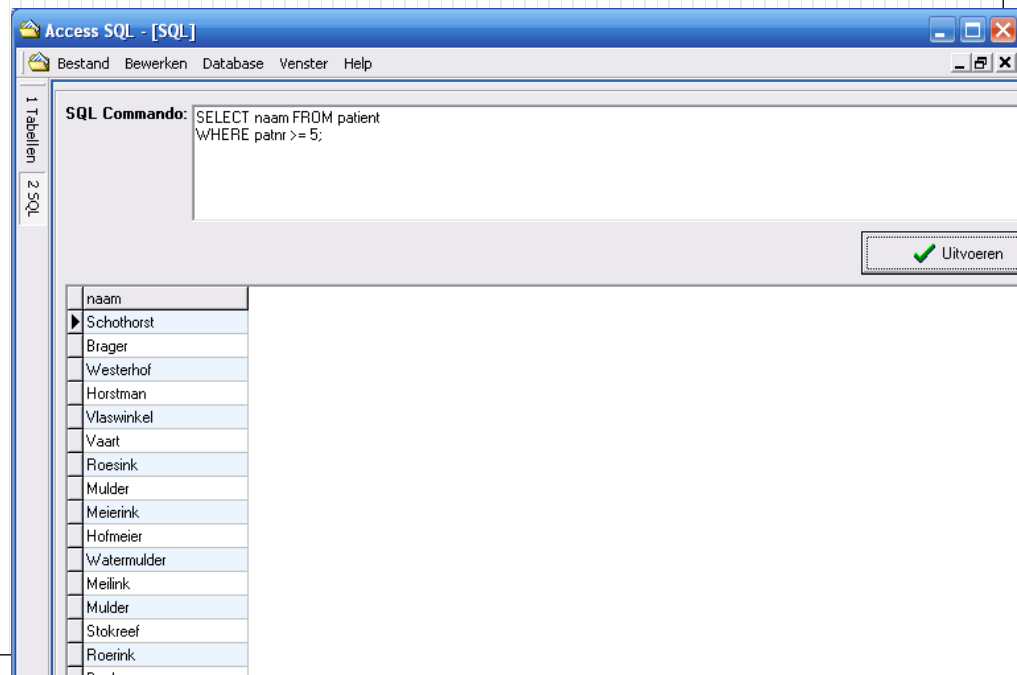 Access SQL - [SQL]
Bestand Bewerken Database Venster Help
1 Tabellen
2 SQL
SQL Commando:
SELECT naam FROM patient
WHERE patnr >= 5;
Uitvoeren
naam
Schothorst
Brager
Westerhof
Horstman
Vlaswinkel
Vaart
Roesink
Mulder
Meierink
Hofmeier
Watermulder
Meilink
Mulder
Stokreef
Roerink